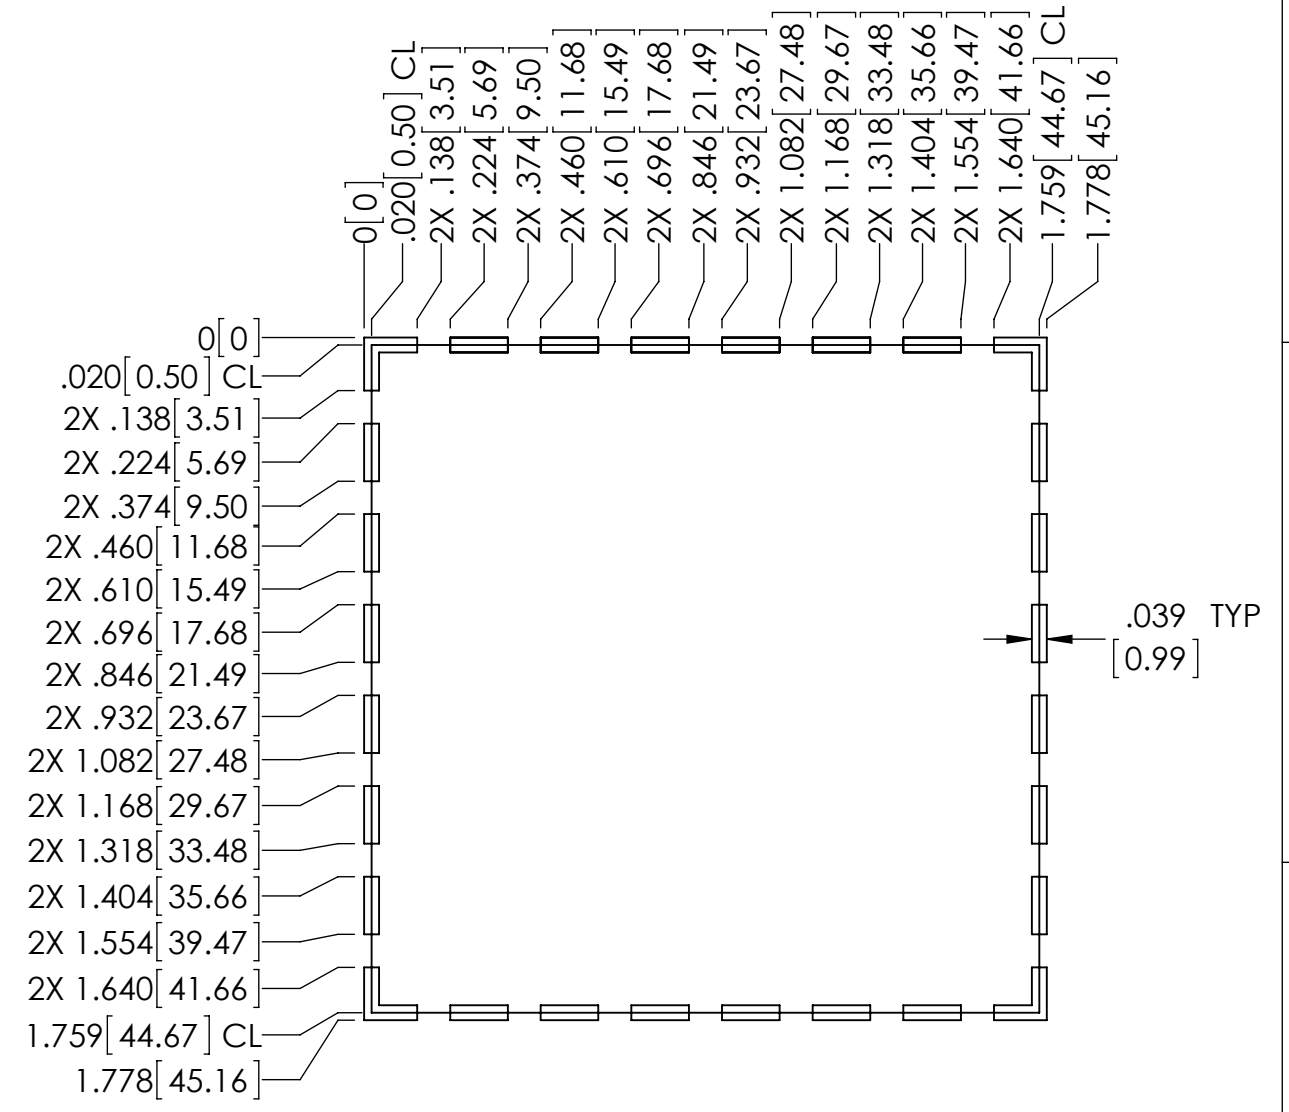 0[0]
.020[0.50] CL
2X .138[3.51]
2X .224[5.69]
2X .374[9.50]
2X .460[11.68]
2X .610[15.49]
2X .696[17.68]
2X .846[21.49]
2X .932[23.67]
2X 1.082[27.48]
2X 1.168[29.67]
2X 1.318[33.48]
2X 1.404[35.66]
2X 1.554[39.47]
2X 1.640[41.66]
1.759[44.67] CL
1.778[45.16]
0[0]
.020[0.50] CL
2X .138[3.51]
2X .224[5.69]
2X .374[9.50]
2X .460[11.68]
2X .610[15.49]
2X .696[17.68]
2X .846[21.49]
2X .932[23.67]
2X 1.082[27.48]
2X 1.168[29.67]
2X 1.318[33.48]
2X 1.404[35.66]
2X 1.554[39.47]
2X 1.640[41.66]
1.759[44.67] CL
1.778[45.16]
.039 TYP
[0.99]